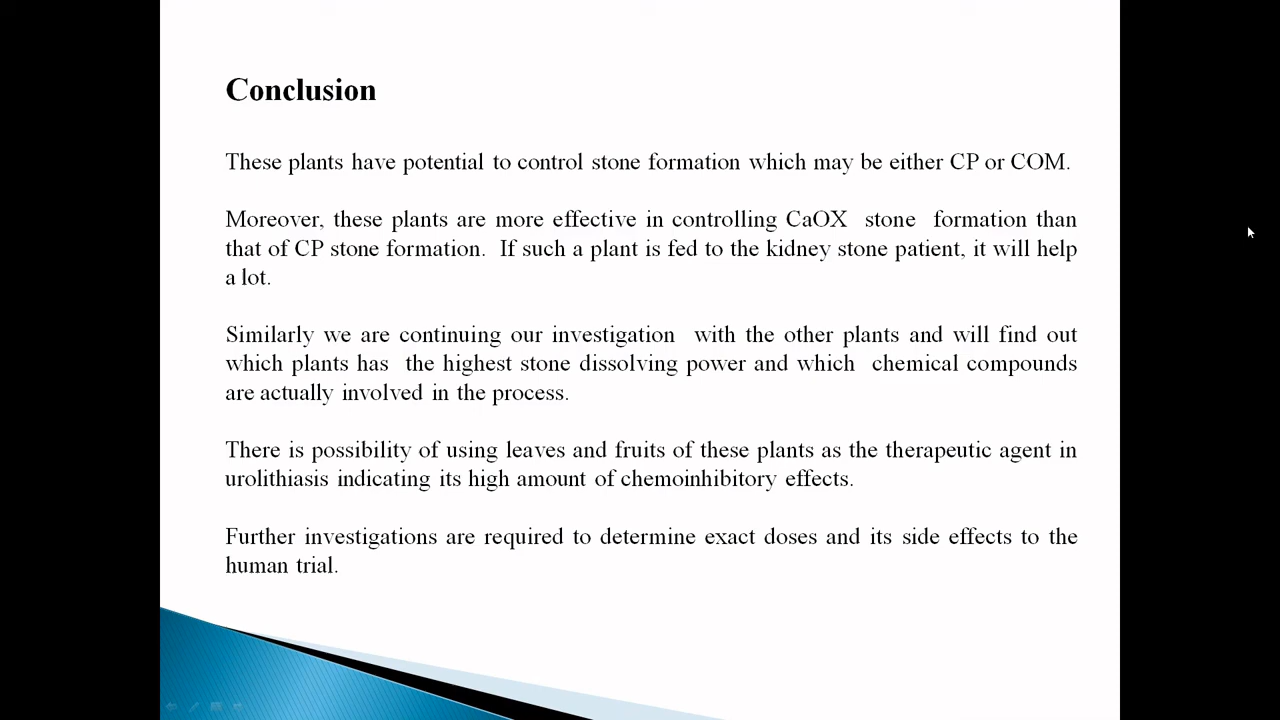 Conclusion
These plants have potential to control stone formation which may be either CP or COM.
Moreover, these plants are more effective in controlling CaOX stone formation than
that of CP stone formation. If such a plant is fed to the kidney stone patient, it will help
a lot.
Similarly we are continuing our investigation with the other plants and will find out
which plants has the highest stone dissolving power and which chemical compounds
are actually involved in the process.
There is possibility of using leaves and fruits of these plants as the therapeutic agent in
urolithiasis indicating its high amount of chemoinhibitory effects.
Further investigations are required to determine exact doses and its side effects to the
human trial.